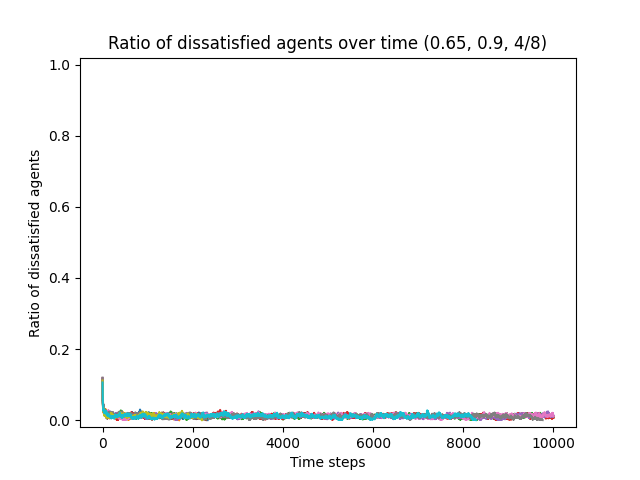 Ratio of dissatisfied agents over time (0.65, 0.9, 4/8)
1.0
0.8
0.6
0.4
0.2
0.0
Ratio of dissatisfied agents
0 2000 4000 6000 8000 10000
Time steps